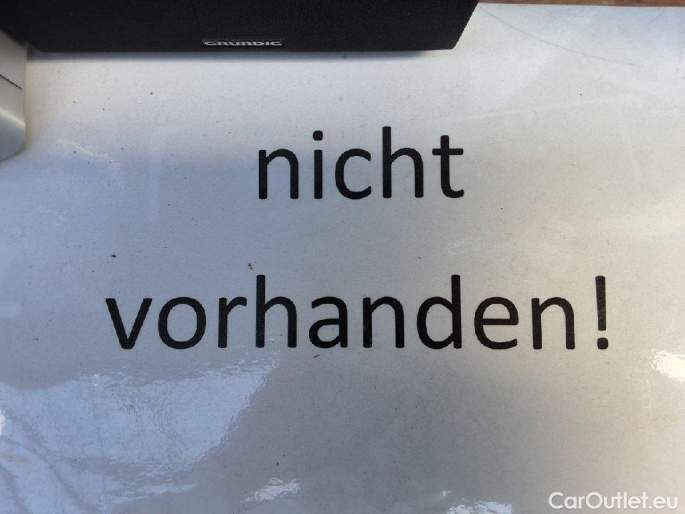 GRUNDIG
nicht
vorhanden!
CarOutlet.eu